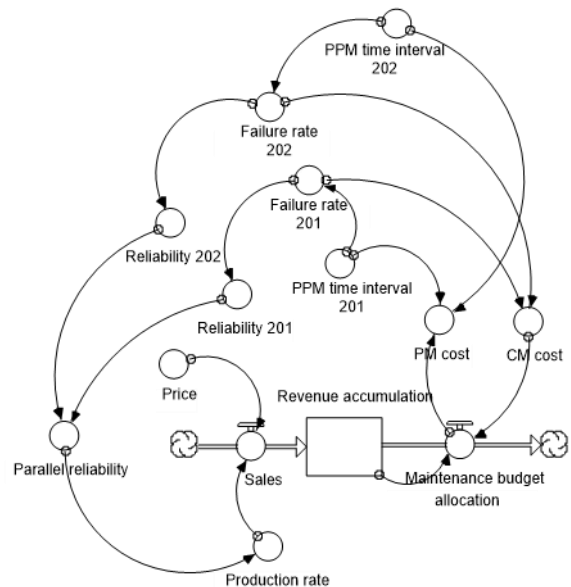 PPM time interval
202
Failure rate
202
Failure rate
201
Reliability 202
PPM time interval
201
Reliability 201
PM cost
CM cost
Price
Revenue accumulation
Parallel reliability
Sales
Maintenance budget
allocation
Production rate